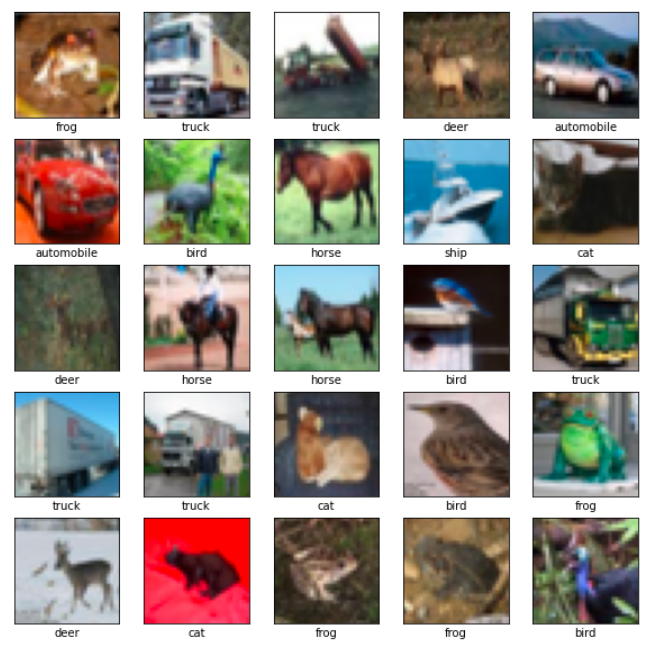 frog truck truck deer automobile
automobile bird horse ship cat
deer horse horse bird truck
truck truck cat bird frog
deer cat frog frog bird